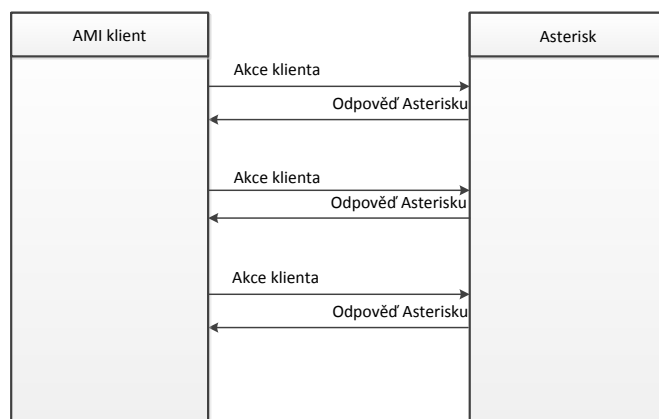 AMI klient
Asterisk
Akce klienta
Odpověď Asterisku
Akce klienta
Odpověď Asterisku
Akce klienta
Odpověď Asterisku